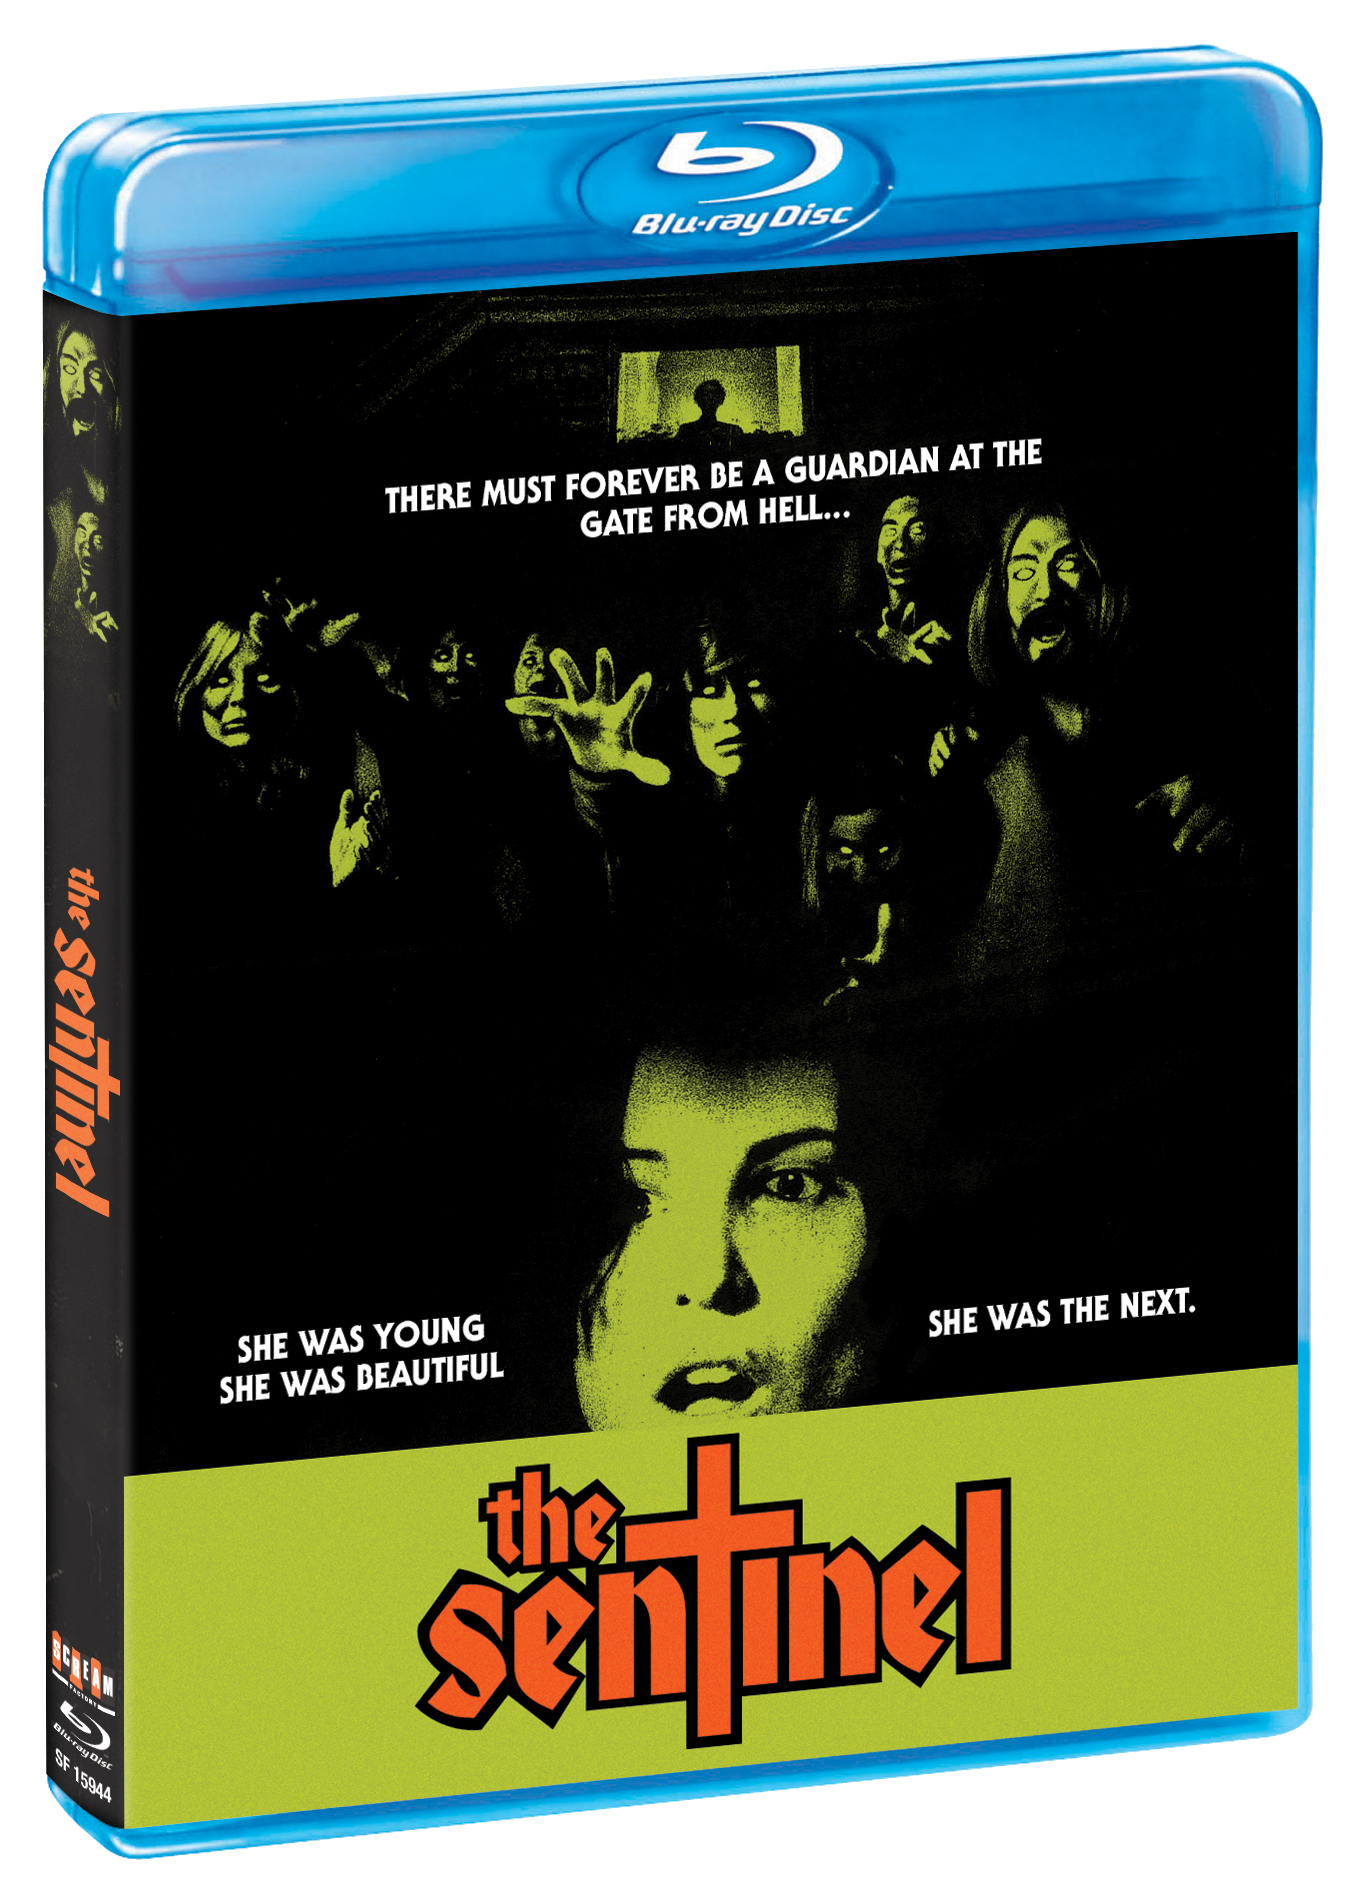 Blu-ray Disc
THERE MUST FOREVER BE A GUARDIAN AT THE
GATE FROM HELL...
SHE WAS YOUNG
SHE WAS BEAUTIFUL
SHE WAS THE NEXT.
the
sentinel
the sentinel
SCREAM
FACTORY
Blu-ray Disc
SF 15944